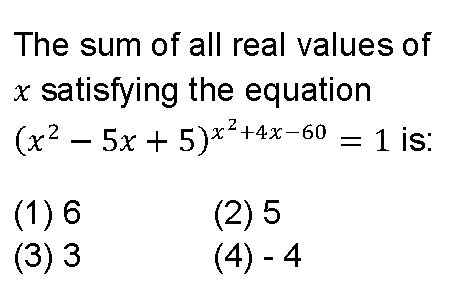 The sum of all real values of
x satisfying the equation
(x² − 5x + 5)^{x²+4x−60} = 1 is:
(1) 6 (2) 5
(3) 3 (4) - 4